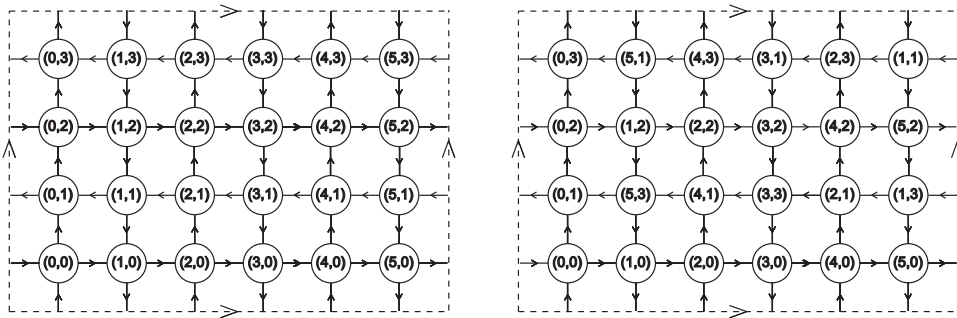 (0,3) (1,3) (2,3) (3,3) (4,3) (5,3) (0,3) (5,1) (4,3) (3,1) (2,3) (1,1)
(0,2) (1,2) (2,2) (3,2) (4,2) (5,2) (0,2) (1,2) (2,2) (3,2) (4,2) (5,2)
(0,1) (1,1) (2,1) (3,1) (4,1) (5,1) (0,1) (5,3) (4,1) (3,3) (2,1) (1,3)
(0,0) (1,0) (2,0) (3,0) (4,0) (5,0) (0,0) (1,0) (2,0) (3,0) (4,0) (5,0)